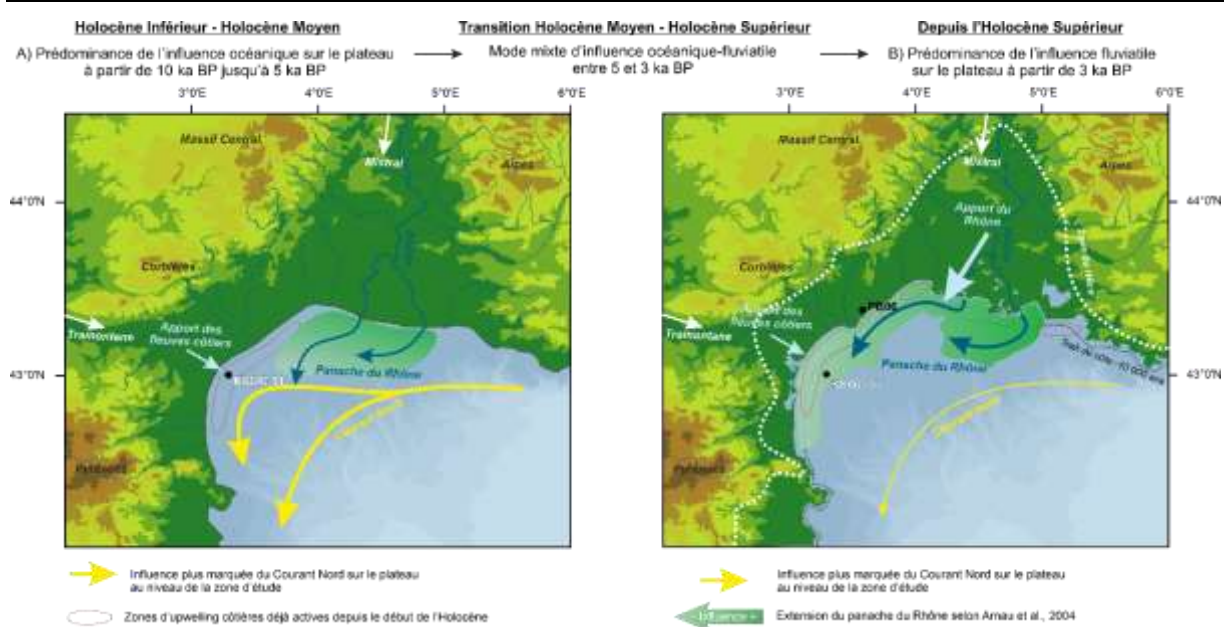 Holocène Inférieur - Holocène Moyen
A) Prédominance de l'influence océanique sur le plateau
à partir de 10 ka BP jusqu'à 5 ka BP
Transition Holocène Moyen - Holocène Supérieur
Mode mixte d'influence océanique-fluviatile
entre 5 et 3 ka BP
Depuis l'Holocène Supérieur
B) Prédominance de l'influence fluviatile
sur le plateau à partir de 3 ka BP
3°0'E
4°0'E
5°0'E
6°0'E
44°0'N
43°0'N
Massif Central
Mistral
Alpes
Corbières
Tramontane
Apport des
fleuves côtiers
Panache du Rhône
Pyrénées
3°0'E
4°0'E
5°0'E
6°0'E
44°0'N
43°0'N
Massif Central
Mistral
Alpes
Apport du
Rhône
Corbières
Apport des
fleuves côtiers
Tramontane
Panache du Rhône
Pyrénées
Influence plus marquée du Courant Nord sur le plateau
au niveau de la zone d'étude
Zones d'upwelling côtières déjà actives depuis le début de l'Holocène
Influence plus marquée du Courant Nord sur le plateau
au niveau de la zone d'étude
Influence +
Extension du panache du Rhône selon Arnau et al., 2004